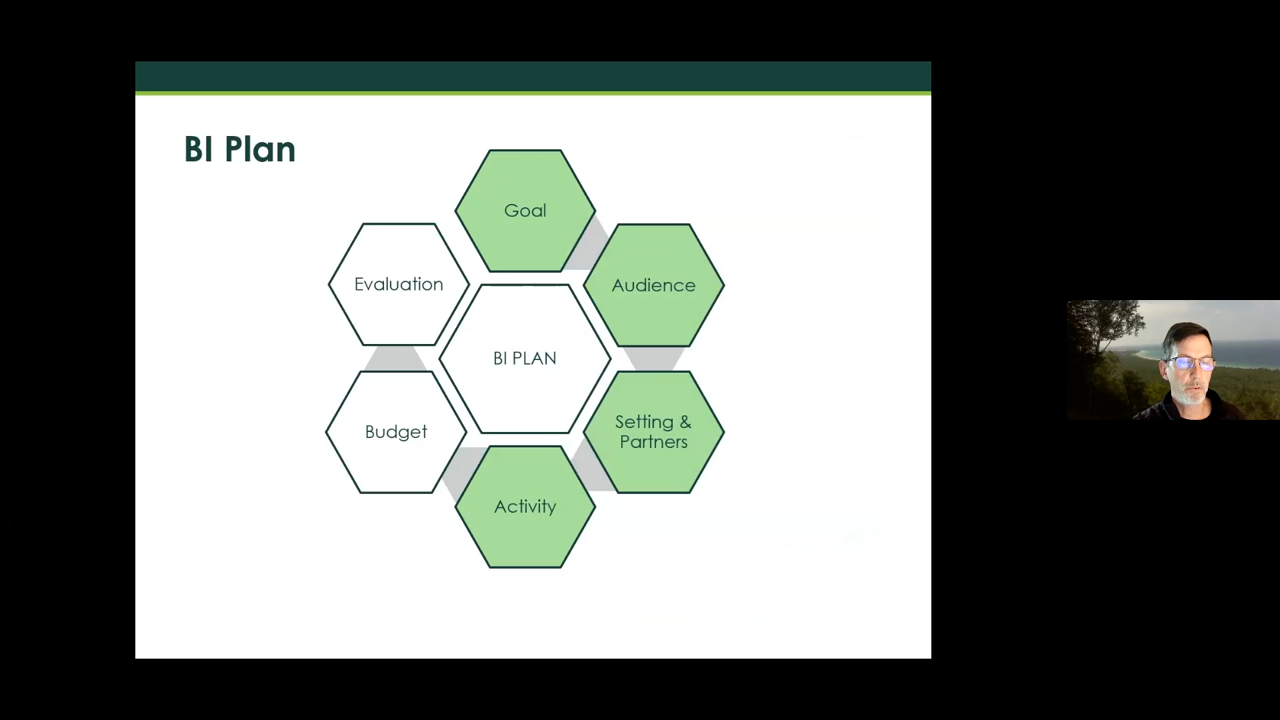 BI Plan
Goal
Audience
Setting &
Partners
Activity
Budget
Evaluation
BI PLAN